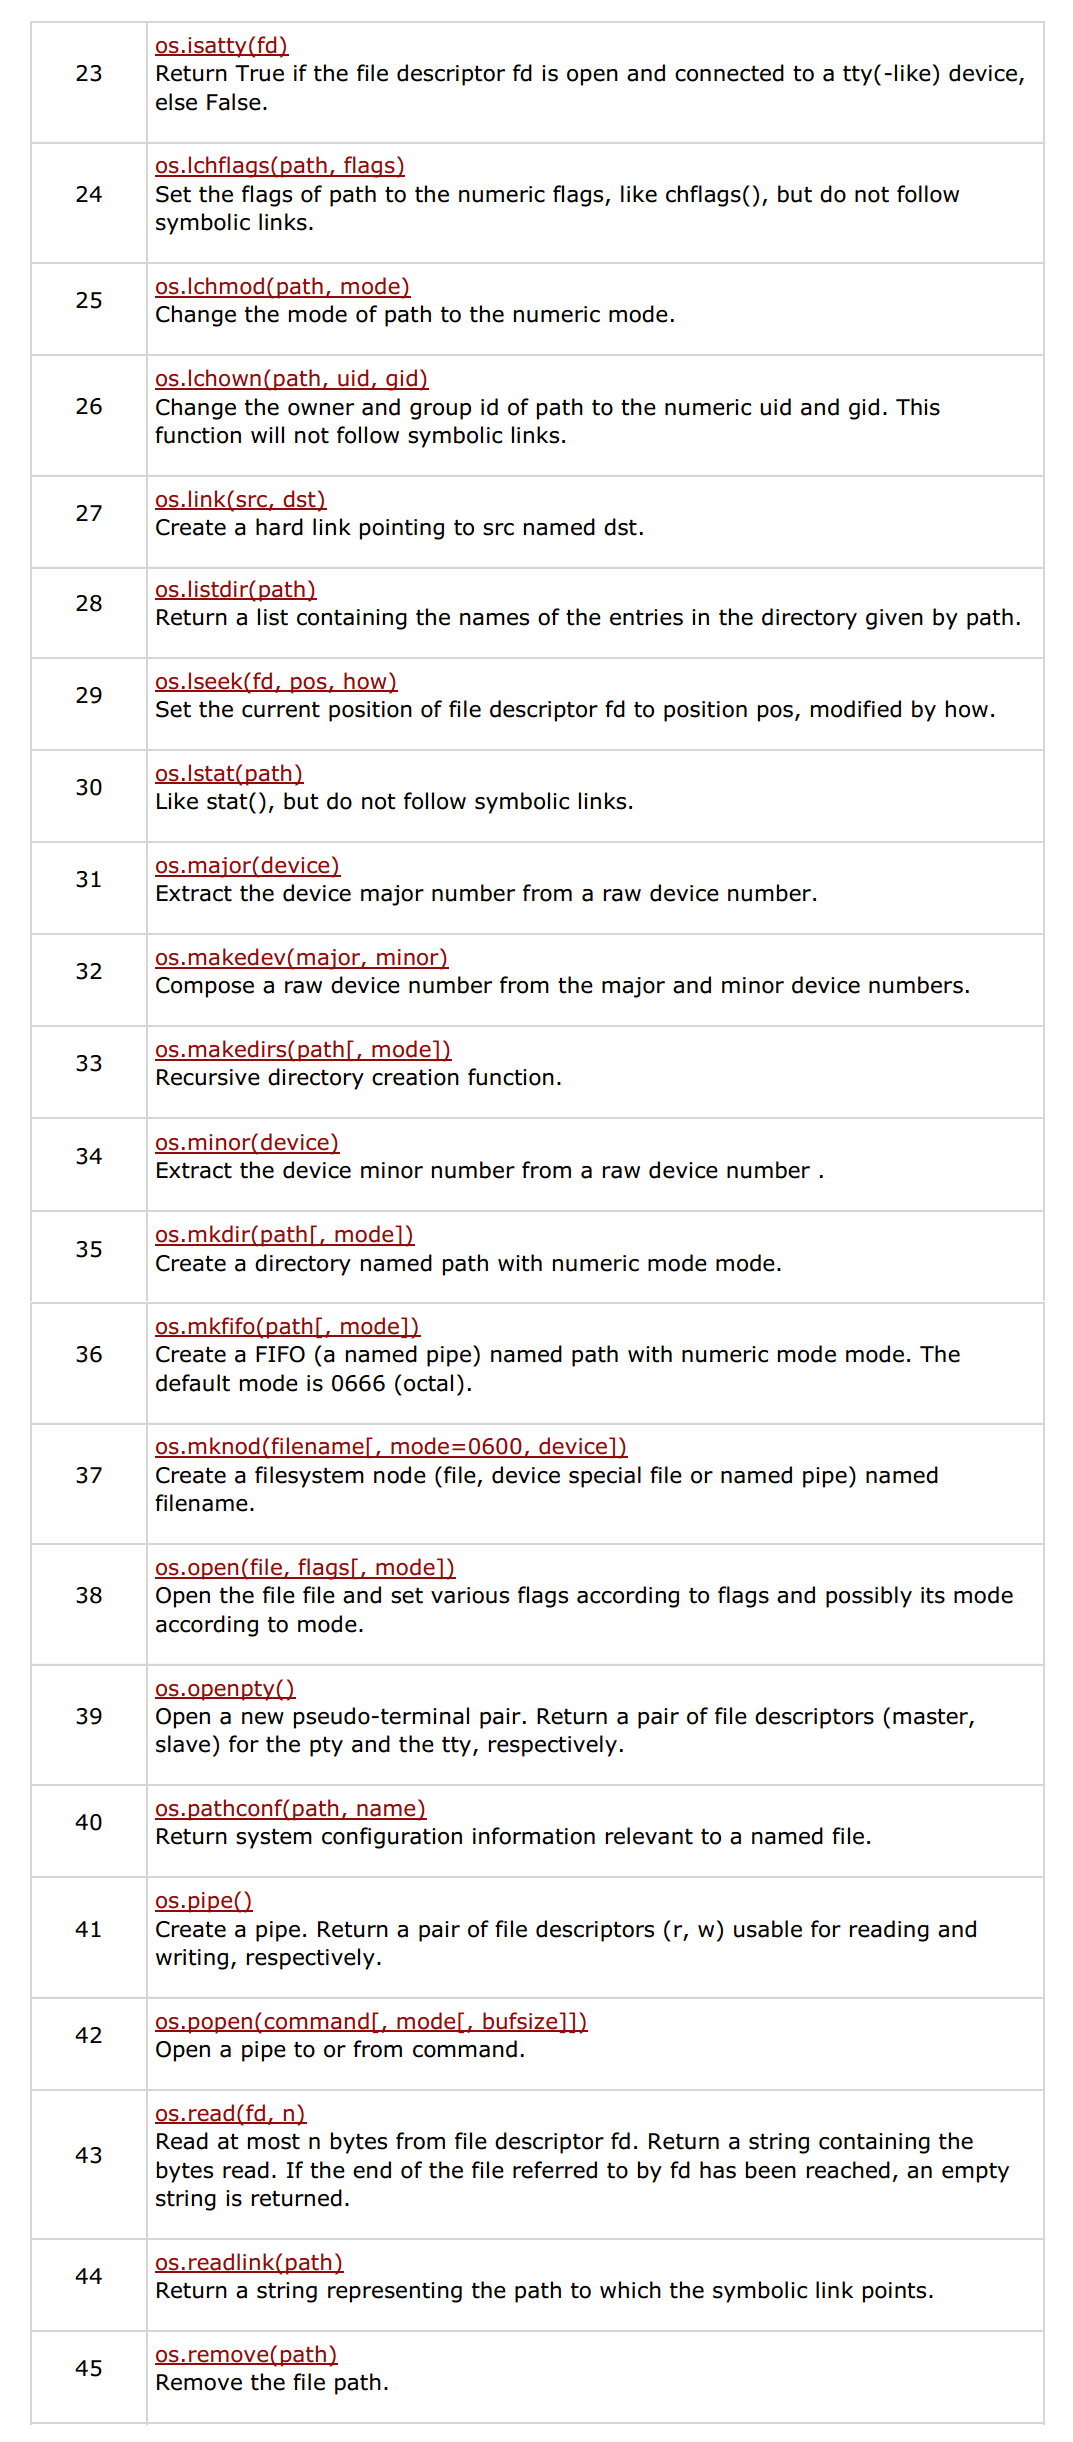 os.isatty(fd)
23
Return True if the file descriptor fd is open and connected to a tty(-like) device,
else False.
os.lchflags(path, flags)
24
Set the flags of path to the numeric flags, like chflags(), but do not follow
symbolic links.
os.lchmod(path, mode)
25
Change the mode of path to the numeric mode.
os.lchown(path, uid, gid)
26
Change the owner and group id of path to the numeric uid and gid. This
function will not follow symbolic links.
os.link(src, dst)
27
Create a hard link pointing to src named dst.
os.listdir(path)
28
Return a list containing the names of the entries in the directory given by path.
os.lseek(fd, pos, how)
29
Set the current position of file descriptor fd to position pos, modified by how.
os.lstat(path)
30
Like stat(), but do not follow symbolic links.
os.major(device)
31
Extract the device major number from a raw device number.
os.makedev(major, minor)
32
Compose a raw device number from the major and minor device numbers.
os.makedirs(path[, mode])
33
Recursive directory creation function.
os.minor(device)
34
Extract the device minor number from a raw device number .
os.mkdir(path[, mode])
35
Create a directory named path with numeric mode mode.
os.mkfifo(path[, mode])
36
Create a FIFO (a named pipe) named path with numeric mode mode. The
default mode is 0666 (octal).
os.mknod(filename[, mode=0600, device])
37
Create a filesystem node (file, device special file or named pipe) named
filename.
os.open(file, flags[, mode])
38
Open the file file and set various flags according to flags and possibly its mode
according to mode.
os.openpty()
39
Open a new pseudo-terminal pair. Return a pair of file descriptors (master,
slave) for the pty and the tty, respectively.
os.pathconf(path, name)
40
Return system configuration information relevant to a named file.
os.pipe()
41
Create a pipe. Return a pair of file descriptors (r, w) usable for reading and
writing, respectively.
os.popen(command[, mode[, bufsize]])
42
Open a pipe to or from command.
os.read(fd, n)
43
Read at most n bytes from file descriptor fd. Return a string containing the
bytes read. If the end of the file referred to by fd has been reached, an empty
string is returned.
os.readlink(path)
44
Return a string representing the path to which the symbolic link points.
os.remove(path)
45
Remove the file path.